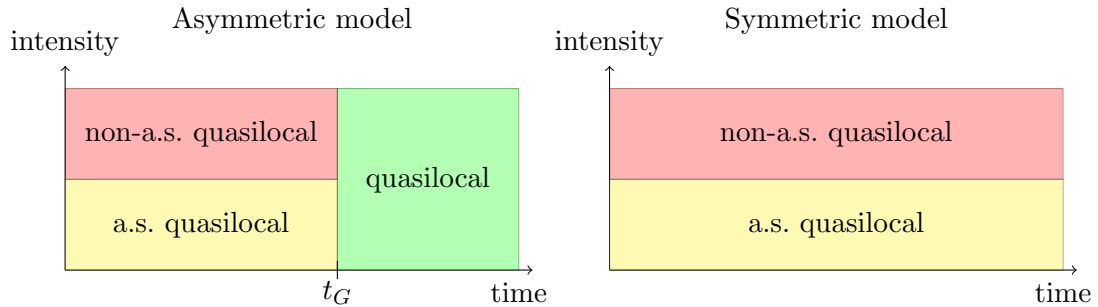 Asymmetric model
intensity
non-a.s. quasilocal
a.s. quasilocal
quasilocal
t_G
time
Symmetric model
intensity
non-a.s. quasilocal
a.s. quasilocal
time